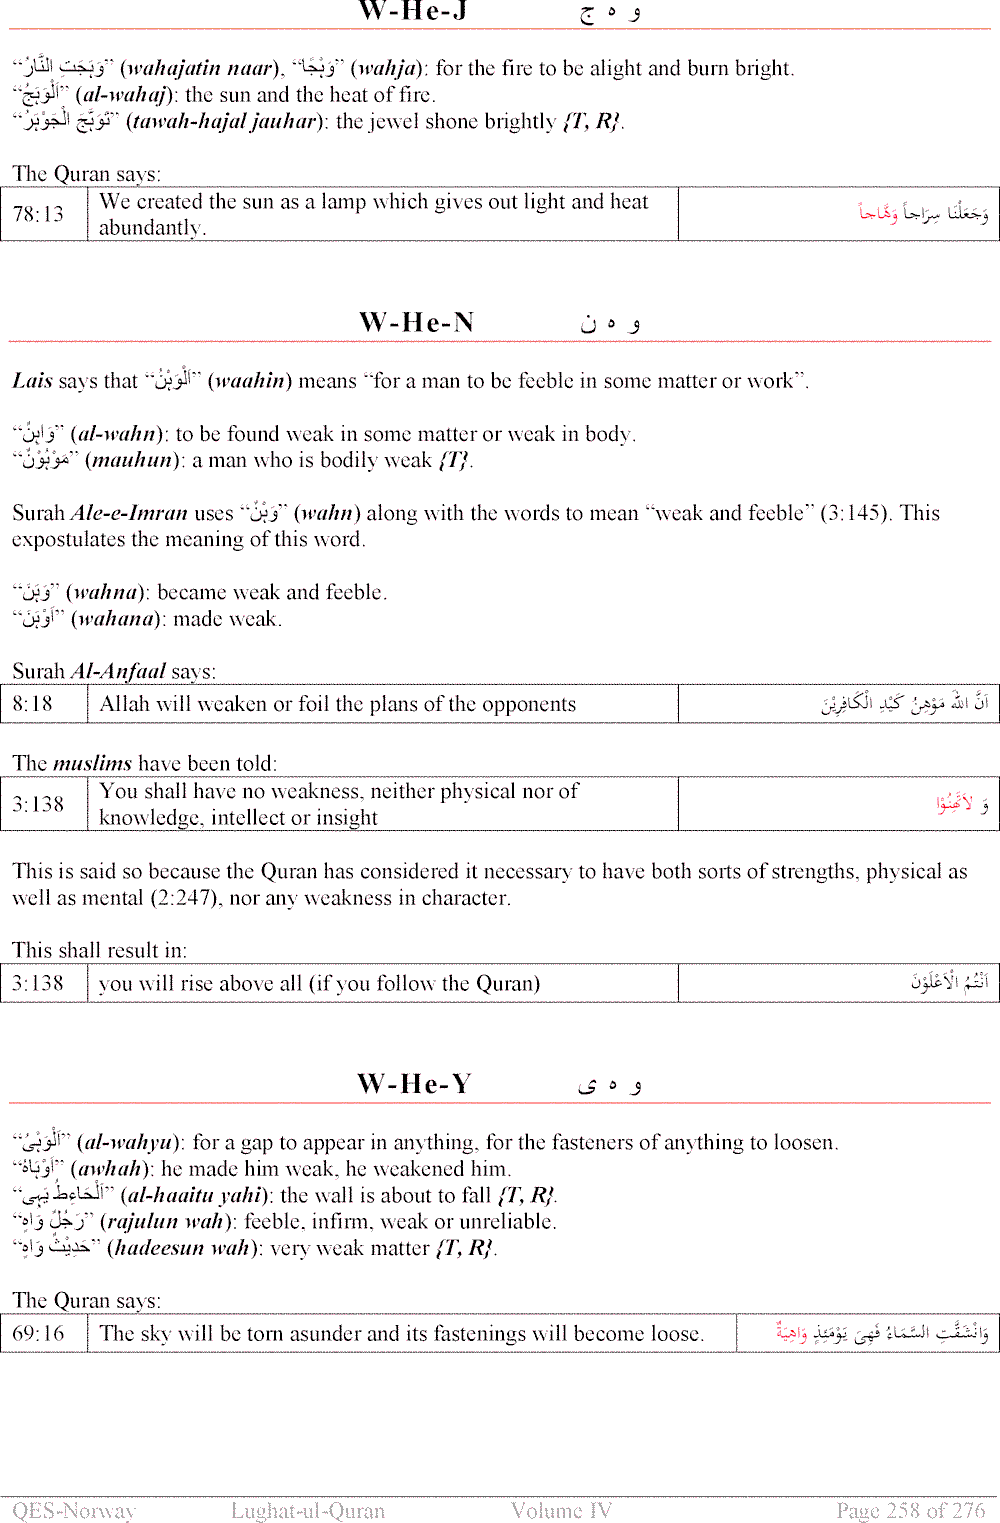 W-He-J و ه ج
“وَہَجَتِ النَّارُ” (wahajatin naar), “وَہْجًا” (wahja): for the fire to be alight and burn bright.
“اَلْوَہَجُ” (al-wahaj): the sun and the heat of fire.
“تَوَہَّجَ الْجَوْہَرُ” (tawah-hajal jauhar): the jewel shone brightly {T, R}.
The Quran says:
78:13 We created the sun as a lamp which gives out light and heat abundantly. وَجَعَلْنَا سِرَاجاً وَهَّاجاً
W-He-N و ه ن
Lais says that “اَلْوَہْنُ” (waahin) means “for a man to be feeble in some matter or work”.
“وَاہِنٌ” (al-wahn): to be found weak in some matter or weak in body.
“مَوْہُوْنٌ” (mauhun): a man who is bodily weak {T}.
Surah Ale-e-Imran uses “وَہْنٌ” (wahn) along with the words to mean “weak and feeble” (3:145). This
expostulates the meaning of this word.
“وَہَنَ” (wahna): became weak and feeble.
“اَوْہَنَ” (wahana): made weak.
Surah Al-Anfaal says:
8:18 Allah will weaken or foil the plans of the opponents اَنَّ اللهَ مَوْهِنُ كَيْدِ الْكَافِرِيْنَ
The muslims have been told:
3:138 You shall have no weakness, neither physical nor of knowledge, intellect or insight وَ لاَتَهِنُوْا
This is said so because the Quran has considered it necessary to have both sorts of strengths, physical as
well as mental (2:247), nor any weakness in character.
This shall result in:
3:138 you will rise above all (if you follow the Quran) اَنْتُمُ الْاَعْلَوْنَ
W-He-Y و ه ى
“اَلْوَہْىُ” (al-wahyu): for a gap to appear in anything, for the fasteners of anything to loosen.
“اَوْہَاهُ” (awhah): he made him weak, he weakened him.
“اَلْحَاءِطُ يَہِى” (al-haaitu yahi): the wall is about to fall {T, R}.
“رَجُلٌ وَاهٍ” (rajulun wah): feeble, infirm, weak or unreliable.
“حَدِيْثٌ وَاهٍ” (hadeesun wah): very weak matter {T, R}.
The Quran says:
69:16 The sky will be torn asunder and its fastenings will become loose. وَانْشَقَّتِ السَّمَاءُ فَهِىَ يَوْمَئِذٍ وَاهِيَةٌ
QES-Norway Lughat-ul-Quran Volume IV Page 258 of 276